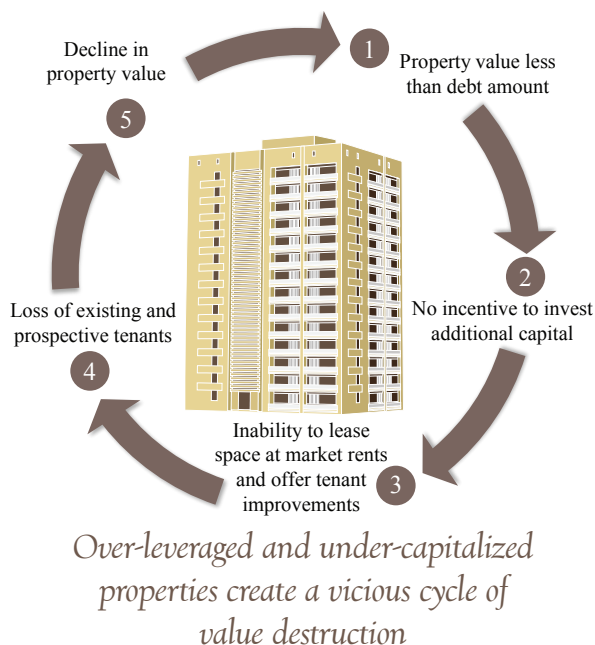 1
Property value less
than debt amount
2
No incentive to invest
additional capital
3
Inability to lease
space at market rents
and offer tenant
improvements
4
Loss of existing and
prospective tenants
5
Decline in
property value
Over-leveraged and under-capitalized
properties create a vicious cycle of
value destruction